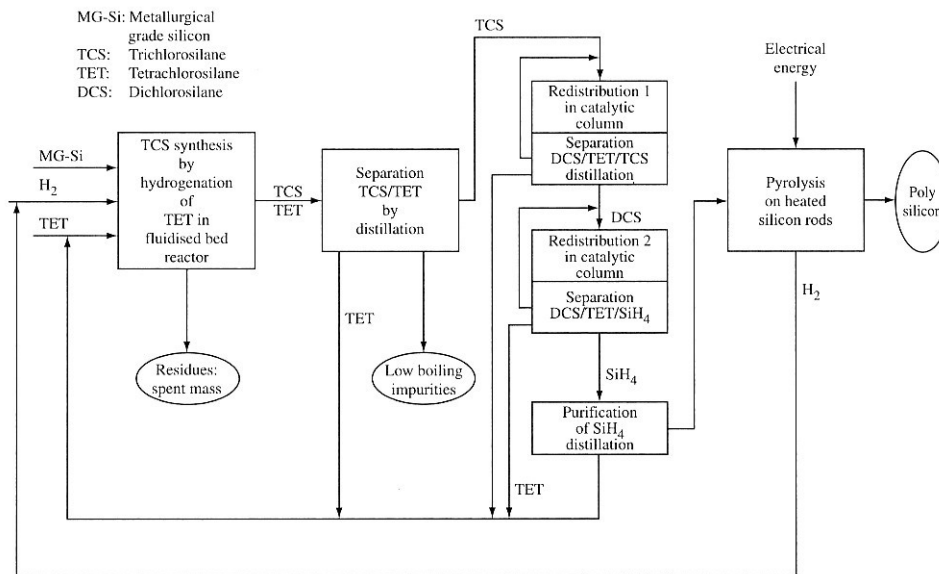 MG-Si: Metallurgical
grade silicon
TCS: Trichlorosilane
TET: Tetrachlorosilane
DCS: Dichlorosilane
MG-Si
H2
TET
TCS synthesis
by
hydrogenation
of
TET in
fluidised bed
reactor
TCS
TET
Residues:
spent mass
Separation
TCS/TET
by
distillation
TET
Low boiling
impurities
TCS
Redistribution 1
in catalytic
column
Separation
DCS/TET/TCS
distillation
DCS
Redistribution 2
in catalytic
column
Separation
DCS/TET/SiH4
TET
SiH4
Purification
of SiH4
distillation
Electrical
energy
Pyrolysis
on heated
silicon rods
H2
Poly
silicon